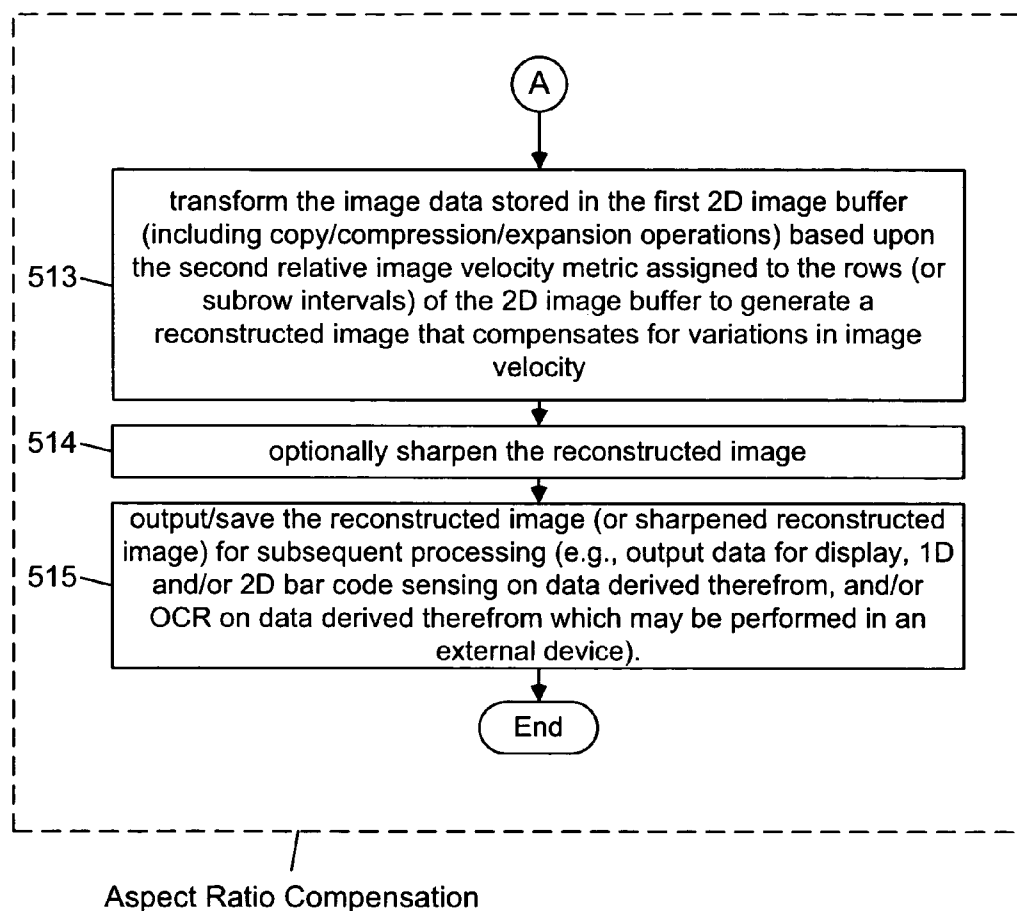 A
transform the image data stored in the first 2D image buffer
(including copy/compression/expansion operations) based upon
the second relative image velocity metric assigned to the rows (or
513
subrow intervals) of the 2D image buffer to generate a
reconstructed image that compensates for variations in image
velocity
514
optionally sharpen the reconstructed image
output/save the reconstructed image (or sharpened reconstructed
image) for subsequent processing (e.g., output data for display, 1D
515
and/or 2D bar code sensing on data derived therefrom, and/or
OCR on data derived therefrom which may be performed in an
external device).
End
Aspect Ratio Compensation